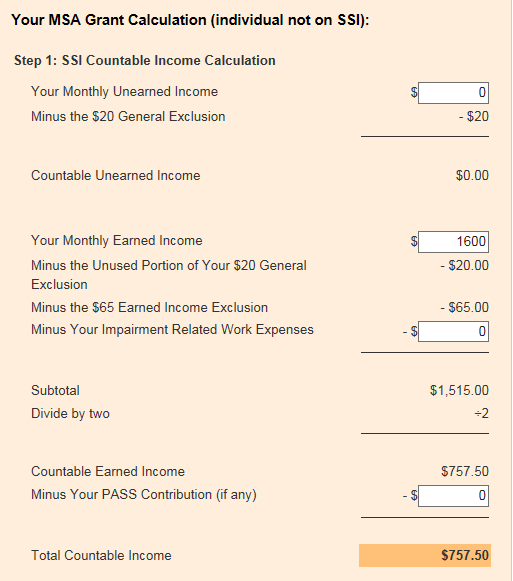 Your MSA Grant Calculation (individual not on SSI):
Step 1: SSI Countable Income Calculation
Your Monthly Unearned Income $ 0
Minus the $20 General Exclusion - $20
Countable Unearned Income $0.00
Your Monthly Earned Income $ 1600
Minus the Unused Portion of Your $20 General - $20.00
Exclusion
Minus the $65 Earned Income Exclusion - $65.00
Minus Your Impairment Related Work Expenses - $ 0
Subtotal $1,515.00
Divide by two ÷2
Countable Earned Income $757.50
Minus Your PASS Contribution (if any) - $ 0
Total Countable Income $757.50